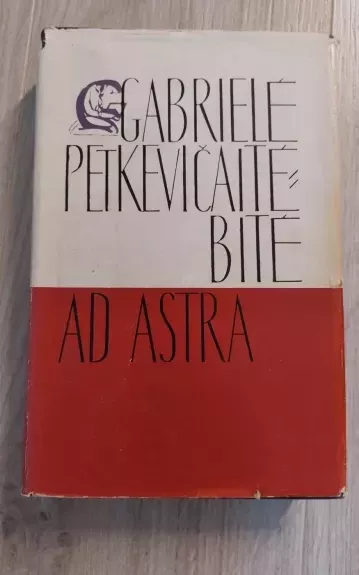 GABRIELĖ
PETKEVIČAITĖ-
BITĖ
AD ASTRA